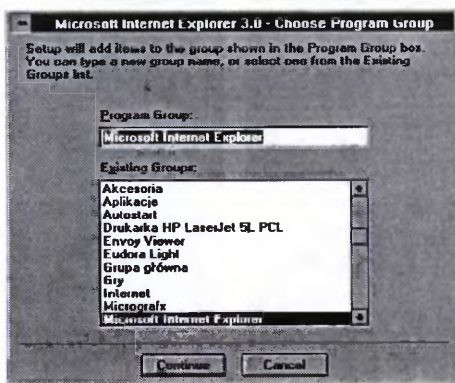 Microsoft Internet Explorer 3.0 - Choose Program Group
Setup will add items to the group shown in the Program Group box.
You can type a new group name, or select one from the Existing
Groups list.
Program Group:
Microsoft Internet Explorer
Existing Groups:
Akcesoria
Aplikacje
Autostart
Drukarka HP LaserJet 5L PCL
Envoy Viewer
Eudora Light
Grupa główna
Gry
Internet
Micrografx
Microsoft Internet Explorer
Continue
Cancel